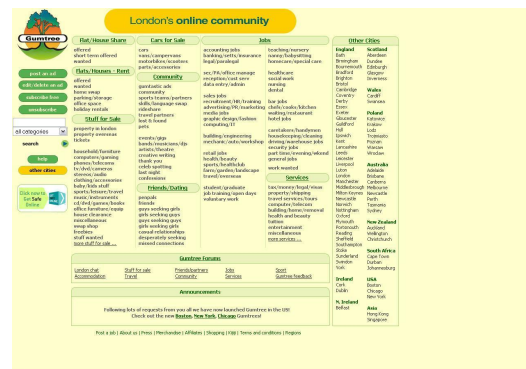 London's online community
Gumtree
post an ad
edit/delete an ad
subscribe free
unsubscribe
all categories
search
help
other cities
Click now to
Get Safe
Online
Flat/House Share
offered
short term offered
wanted
Flats/Houses - Rent
offered
wanted
home swap
parking/storage
office space
holiday rentals
Stuff for Sale
property in london
property overseas
tickets
household/furniture
computers/gaming
phones/telecoms
tv/dvd/cameras
stereos/audio
clothing/accessories
baby/kids stuff
sports/leisure/travel
music/instruments
cd/dvd/games/books
office furniture/equip
house clearance
miscellaneous
swap shop
freebies
stuff wanted
more stuff for sale ...
Cars for Sale
cars
vans/campervans
motorbikes/scooters
parts/accessories
Community
gumtastic aid
community
sports teams/partners
skills/language swap
rideshare
travel partners
lost & found
pets
events/gigs
bands/musicians/djs
artists/theatre
creative writing
thank you
celeb spotting
last night
confessions
Friends/Dating
penpals
friends
guys seeking girls
girls seeking guys
guys seeking guys
girls seeking girls
casual relationships
desperately seeking
missed connections
Jobs
accounting jobs
banking/setts/insurance
legal/paralegal
sec/PA/office manage
reception/cust serv
data entry/admin
sales jobs
recruitment/HR/training
advertising/PR/marketing
media jobs
graphic design/fashion
computing/IT
building/engineering
mechanic/auto/workshop
retail jobs
health/beauty
sports/healthclub
farm/garden/landscape
travel/overseas
student/graduate
job training/open days
voluntary work
teaching/nursery
nanny/babysitting
homecare/special care
healthcare
social work
nursing
dental
bar jobs
chefs/cooks/kitchen
waiting/restaurant
hotel jobs
caretakers/handymen
housekeeping/cleaning
driving/warehouse jobs
security jobs
part time/evening/wkend
general jobs
work wanted
Services
tax/money/legal/visas
property/shipping
travel services/tours
computer/telecom
building/home/removal
health and beauty
tuition
entertainment
miscellaneous
more services ...
Other Cities
England
Bath
Birmingham
Bournemouth
Bradford
Brighton
Bristol
Cambridge
Coventry
Derby
Essex
Exeter
Gloucester
Guildford
Hull
Ipswich
Kent
Lancashire
Leeds
Leicester
Liverpool
Luton
London
Manchester
Middlesbrough
Milton Keynes
Newcastle
Norwich
Nottingham
Oxford
Plymouth
Portsmouth
Reading
Sheffield
Southampton
Stoke
Sunderland
Swindon
York
Ireland
Cork
Dublin
N. Ireland
Belfast
Scotland
Aberdeen
Dundee
Edinburgh
Glasgow
Inverness
Wales
Cardiff
Swansea
Poland
Katowice
Krakow
Lodz
Trojmiasto
Poznan
Warsaw
Wroclaw
Australia
Adelaide
Brisbane
Canberra
Melbourne
Newcastle
Perth
Tasmania
Sydney
New Zealand
Auckland
Wellington
Christchurch
South Africa
Cape Town
Durban
Johannesburg
USA
Boston
Chicago
New York
Asia
Hong Kong
Singapore
Gumtree Forums
London chat
Stuff for sale
Friends/partners
Jobs
Sport
Accommodation
Travel
Community
Services
Gumtree feedback
Announcements
Following lots of requests from you all we have now launched Gumtree in the US!
Check out the new Boston, New York, Chicago Gumtrees!
Post a job | About us | Press | Merchandise | Affiliates | Shopping | Kijiji | Terms and conditions | Regions